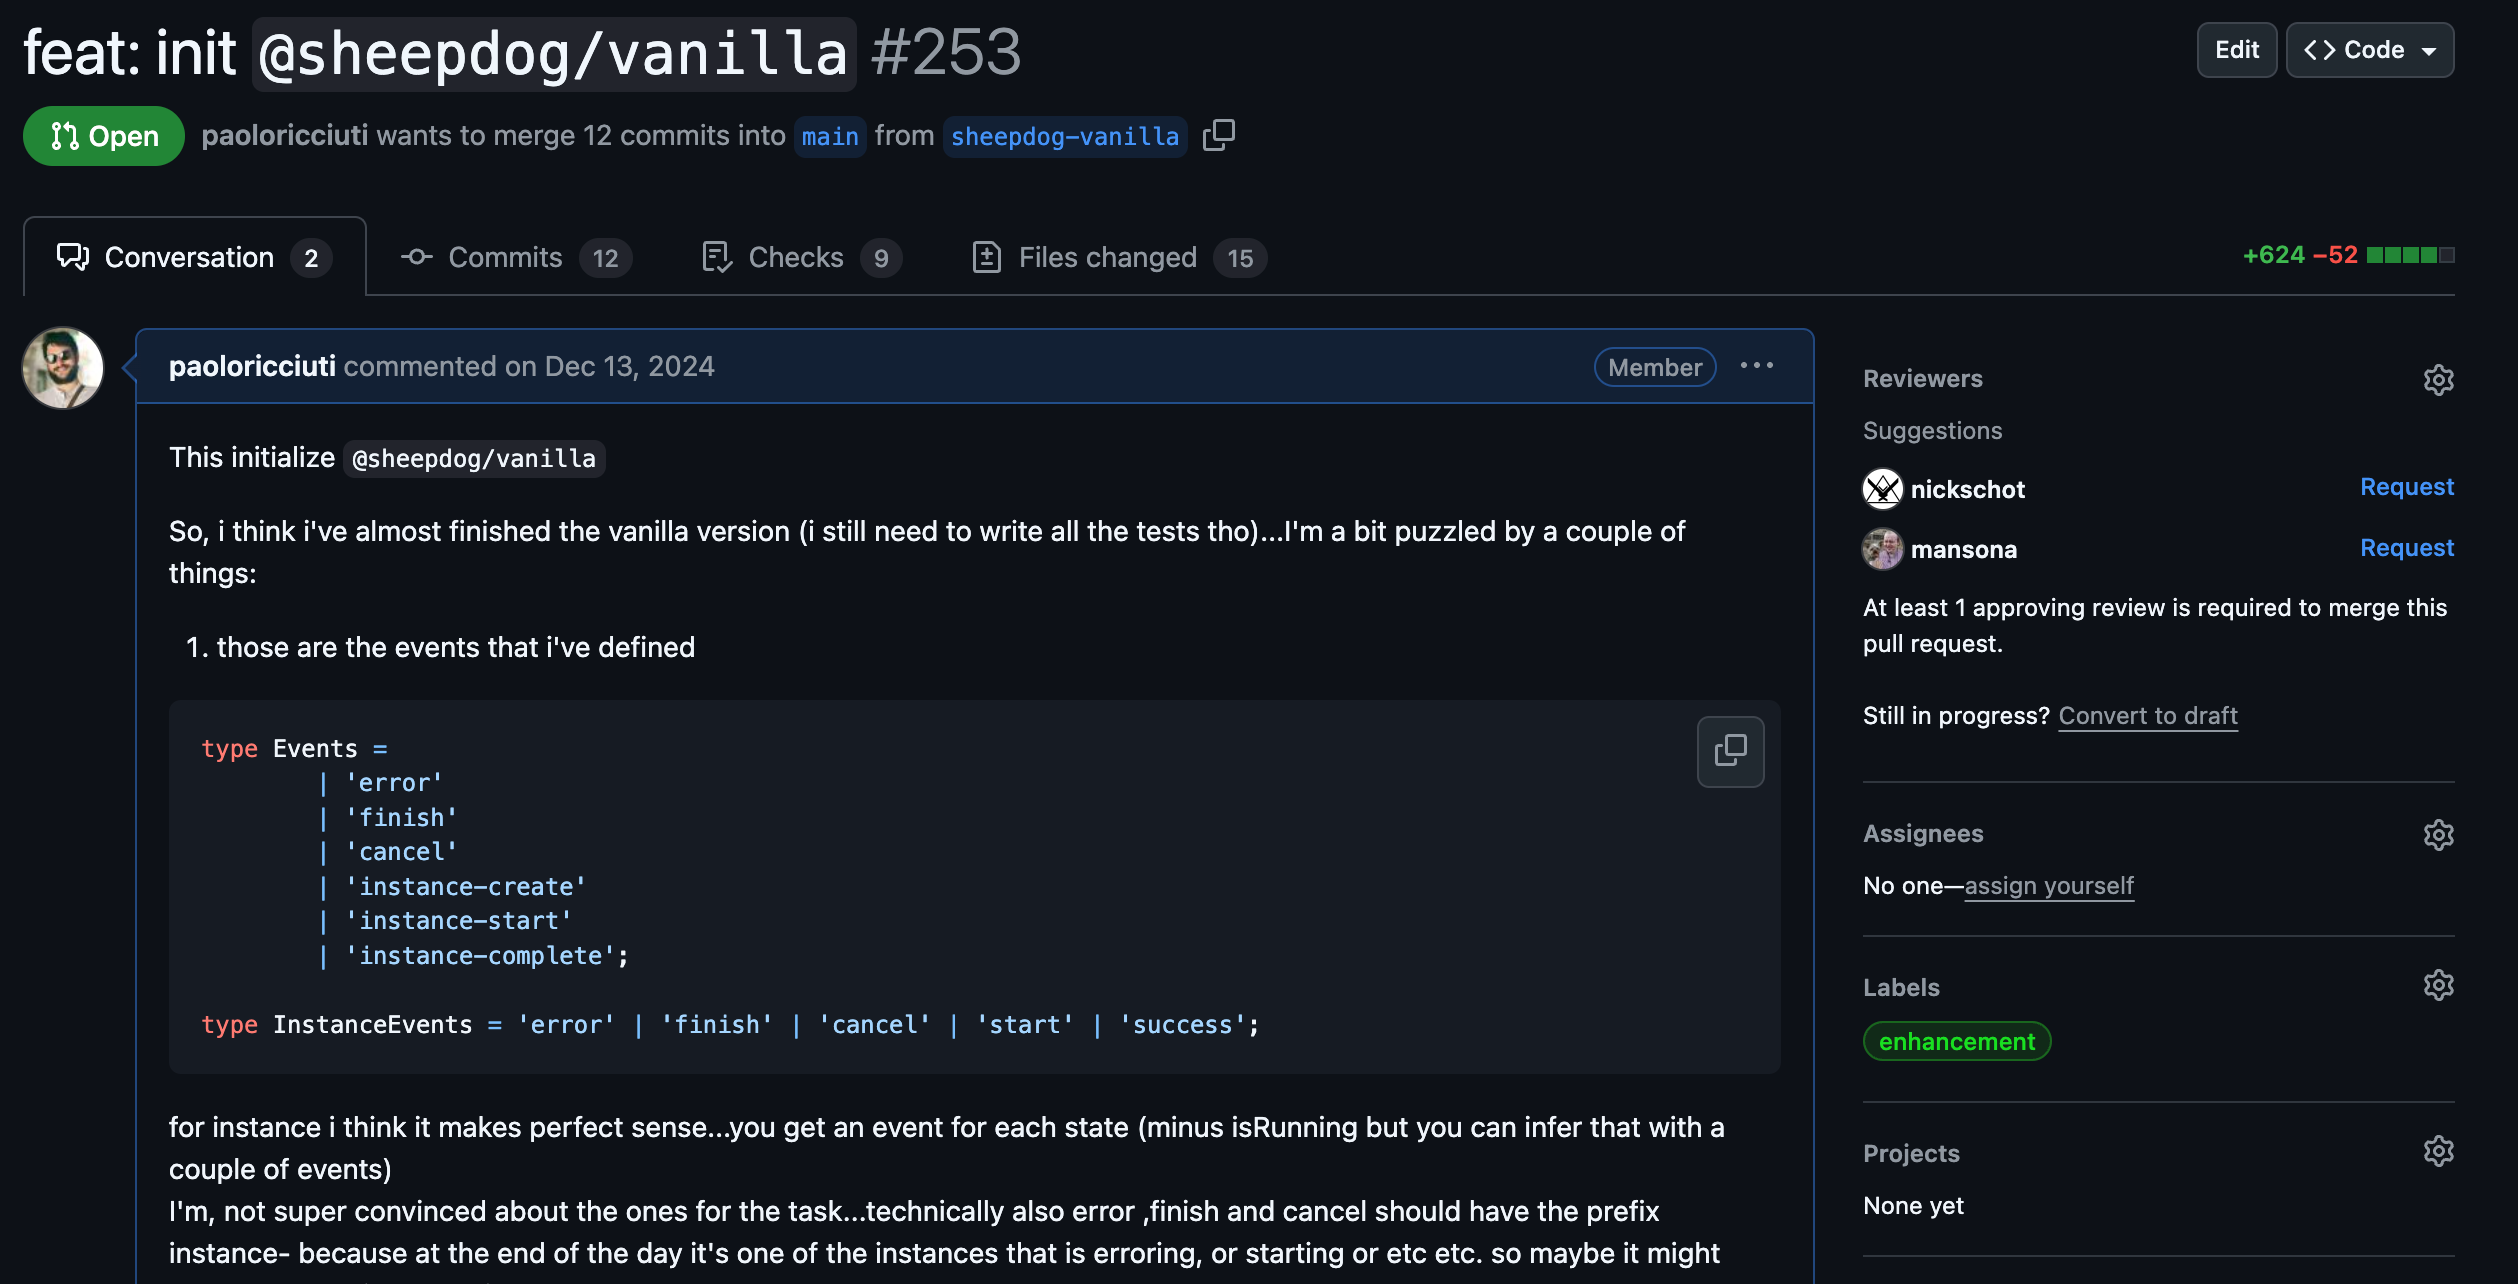 feat: init @sheepdog/vanilla #253
Edit
Code
Open
paoloricciuti wants to merge 12 commits into main from sheepdog-vanilla
Conversation 2
Commits 12
Checks 9
Files changed 15
+624 −52
paoloricciuti commented on Dec 13, 2024
Member
This initialize @sheepdog/vanilla
So, i think i've almost finished the vanilla version (i still need to write all the tests tho)...I'm a bit puzzled by a couple of
things:
1. those are the events that i've defined
type Events =
| 'error'
| 'finish'
| 'cancel'
| 'instance-create'
| 'instance-start'
| 'instance-complete';
type InstanceEvents = 'error' | 'finish' | 'cancel' | 'start' | 'success';
for instance i think it makes perfect sense...you get an event for each state (minus isRunning but you can infer that with a
couple of events)
I'm, not super convinced about the ones for the task...technically also error ,finish and cancel should have the prefix
instance- because at the end of the day it's one of the instances that is erroring, or starting or etc etc. so maybe it might
Reviewers
Suggestions
nickschot
Request
mansona
Request
At least 1 approving review is required to merge this
pull request.
Still in progress? Convert to draft
Assignees
No one—assign yourself
Labels
enhancement
Projects
None yet